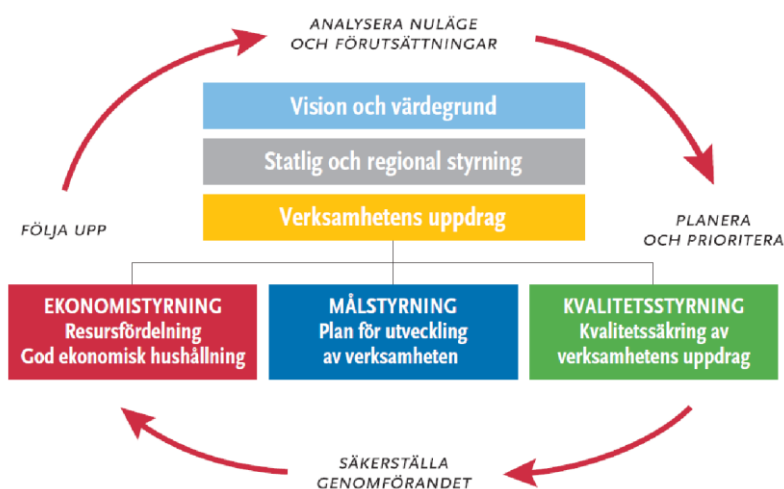 ANALYSERA NULÄGE
OCH FÖRUTSÄTTNINGAR
Vision och värdegrund
Statlig och regional styrning
Verksamhetens uppdrag
FÖLJA UPP
PLANERA
OCH PRIORITERA
EKONOMISTYRNING
Resursfördelning
God ekonomisk hushållning
MÅLSTYRNING
Plan för utveckling
av verksamheten
KVALITETSSTYRNING
Kvalitetssäkring av
verksamhetens uppdrag
SÄKERSTÄLLA
GENOMFÖRANDET